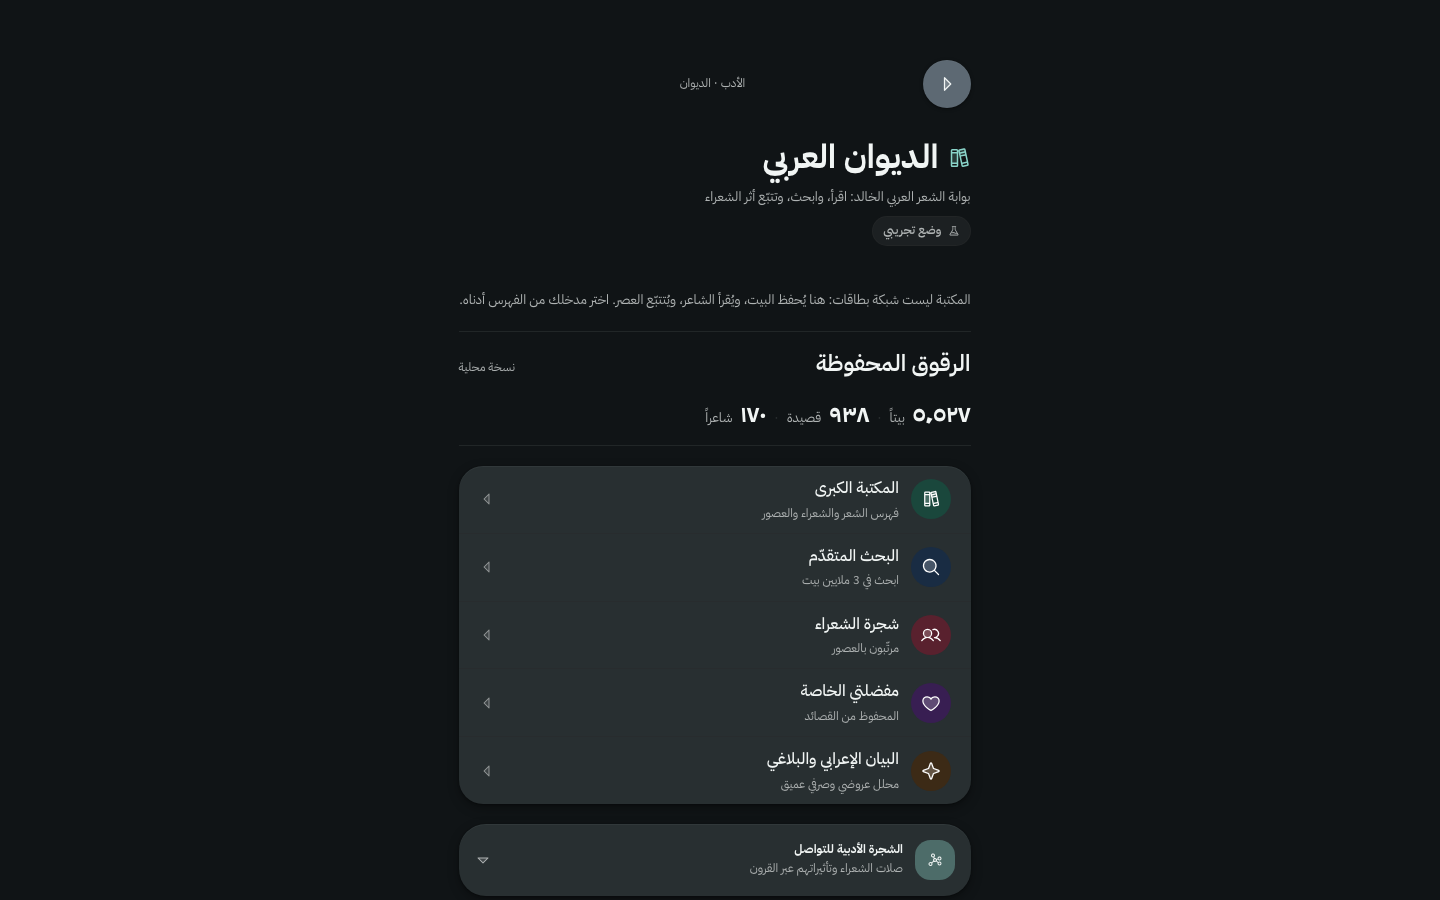 الأدب · الديوان
الديوان العربي
بوابة الشعر العربي الخالد: اقرأ، وابحث، وتتبّع أثر الشعراء
وضع تجريبي
المكتبة ليست شبكة بطاقات: هنا يُحفظ البيت، ويُقرأ الشاعر، ويُتتبّع العصر. اختر مدخلك من الفهرس أدناه.
الرقوق المحفوظة
نسخة محلية
٥,٥٢٧ بيتاً · ٩٣٨ قصيدة · ١٧٠ شاعراً
المكتبة الكبرى
فهرس الشعر والشعراء والعصور
البحث المتقدّم
ابحث في 3 ملايين بيت
شجرة الشعراء
مرتّبون بالعصور
مفضلتي الخاصة
المحفوظ من القصائد
البيان الإعرابي والبلاغي
محلل عروضي وصرفي عميق
الشجرة الأدبية للتواصل
صلات الشعراء وتأثيراتهم عبر القرون